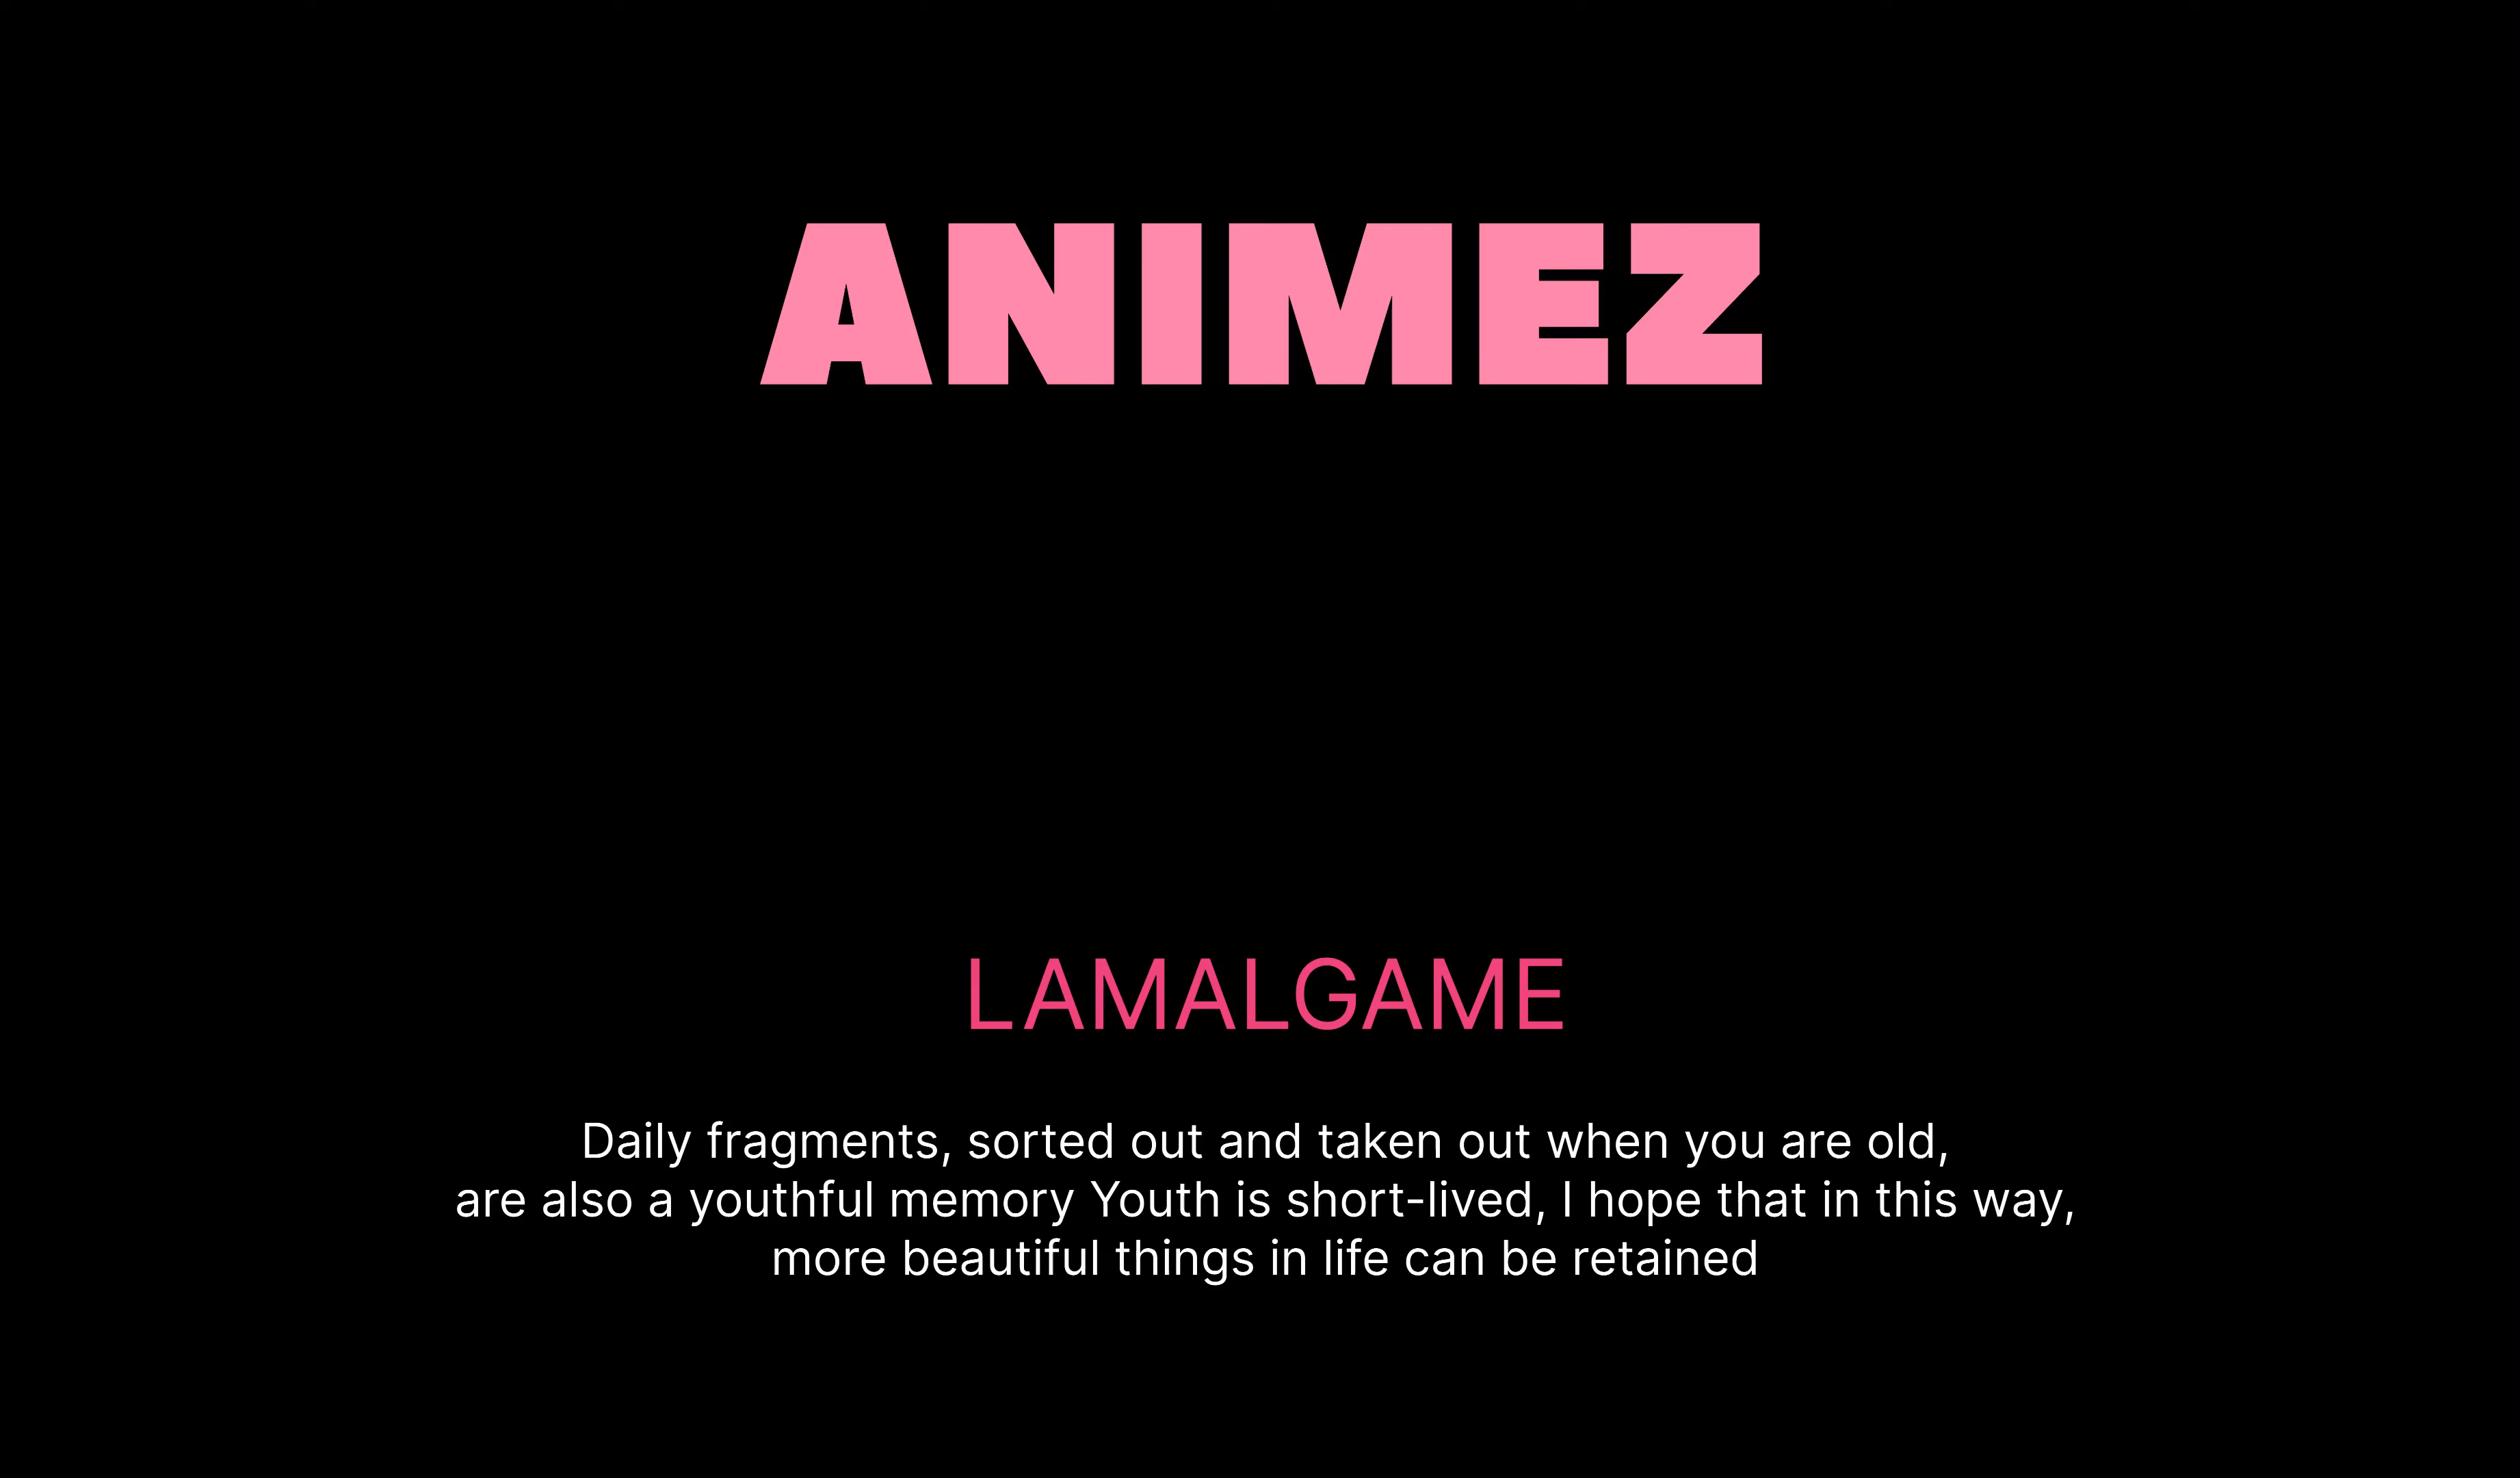 ANIMEZ
LAMALGAME
Daily fragments, sorted out and taken out when you are old,
are also a youthful memory Youth is short-lived, I hope that in this way,
more beautiful things in life can be retained